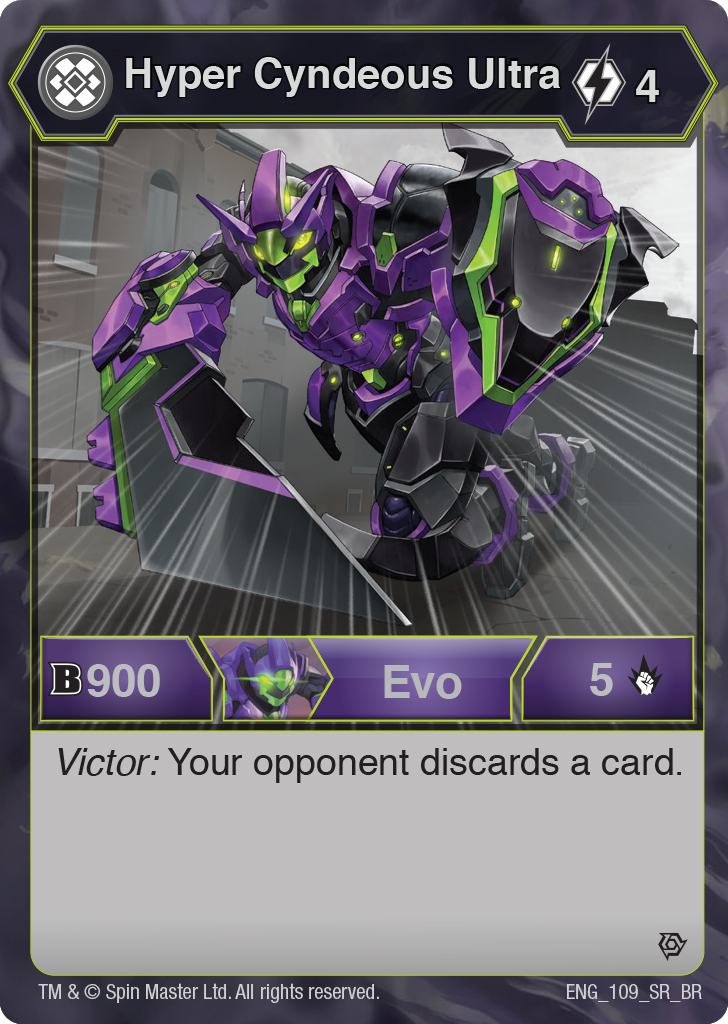 Hyper Cyndeous Ultra 4
B 900 Evo 5
Victor: Your opponent discards a card.
TM & © Spin Master Ltd. All rights reserved. ENG_109_SR_BR